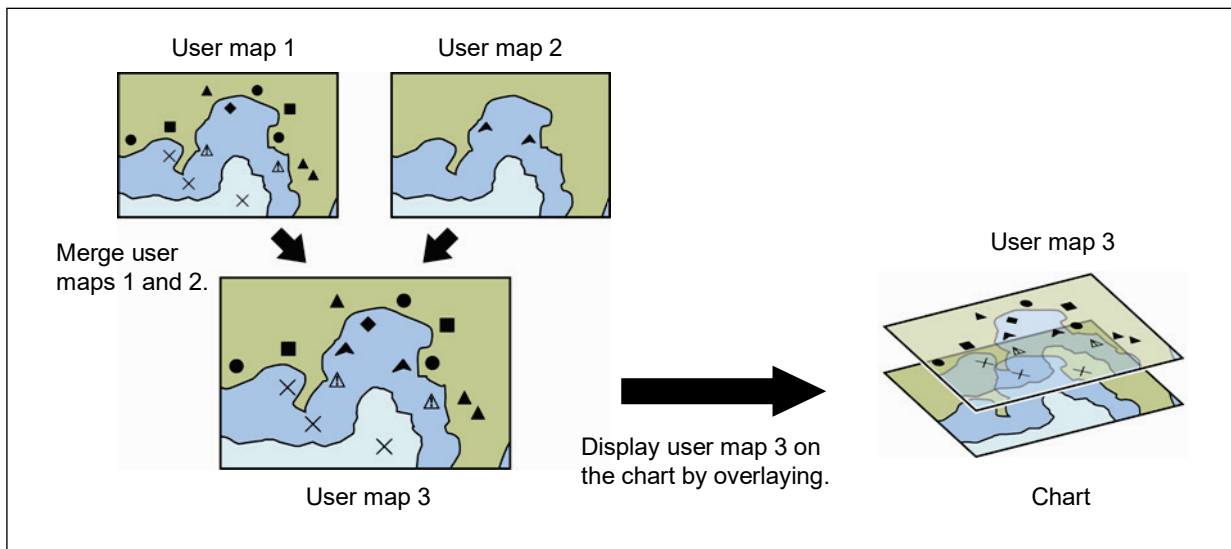 User map 1
User map 2
Merge user
maps 1 and 2.
User map 3
Display user map 3 on
the chart by overlaying.
User map 3
Chart